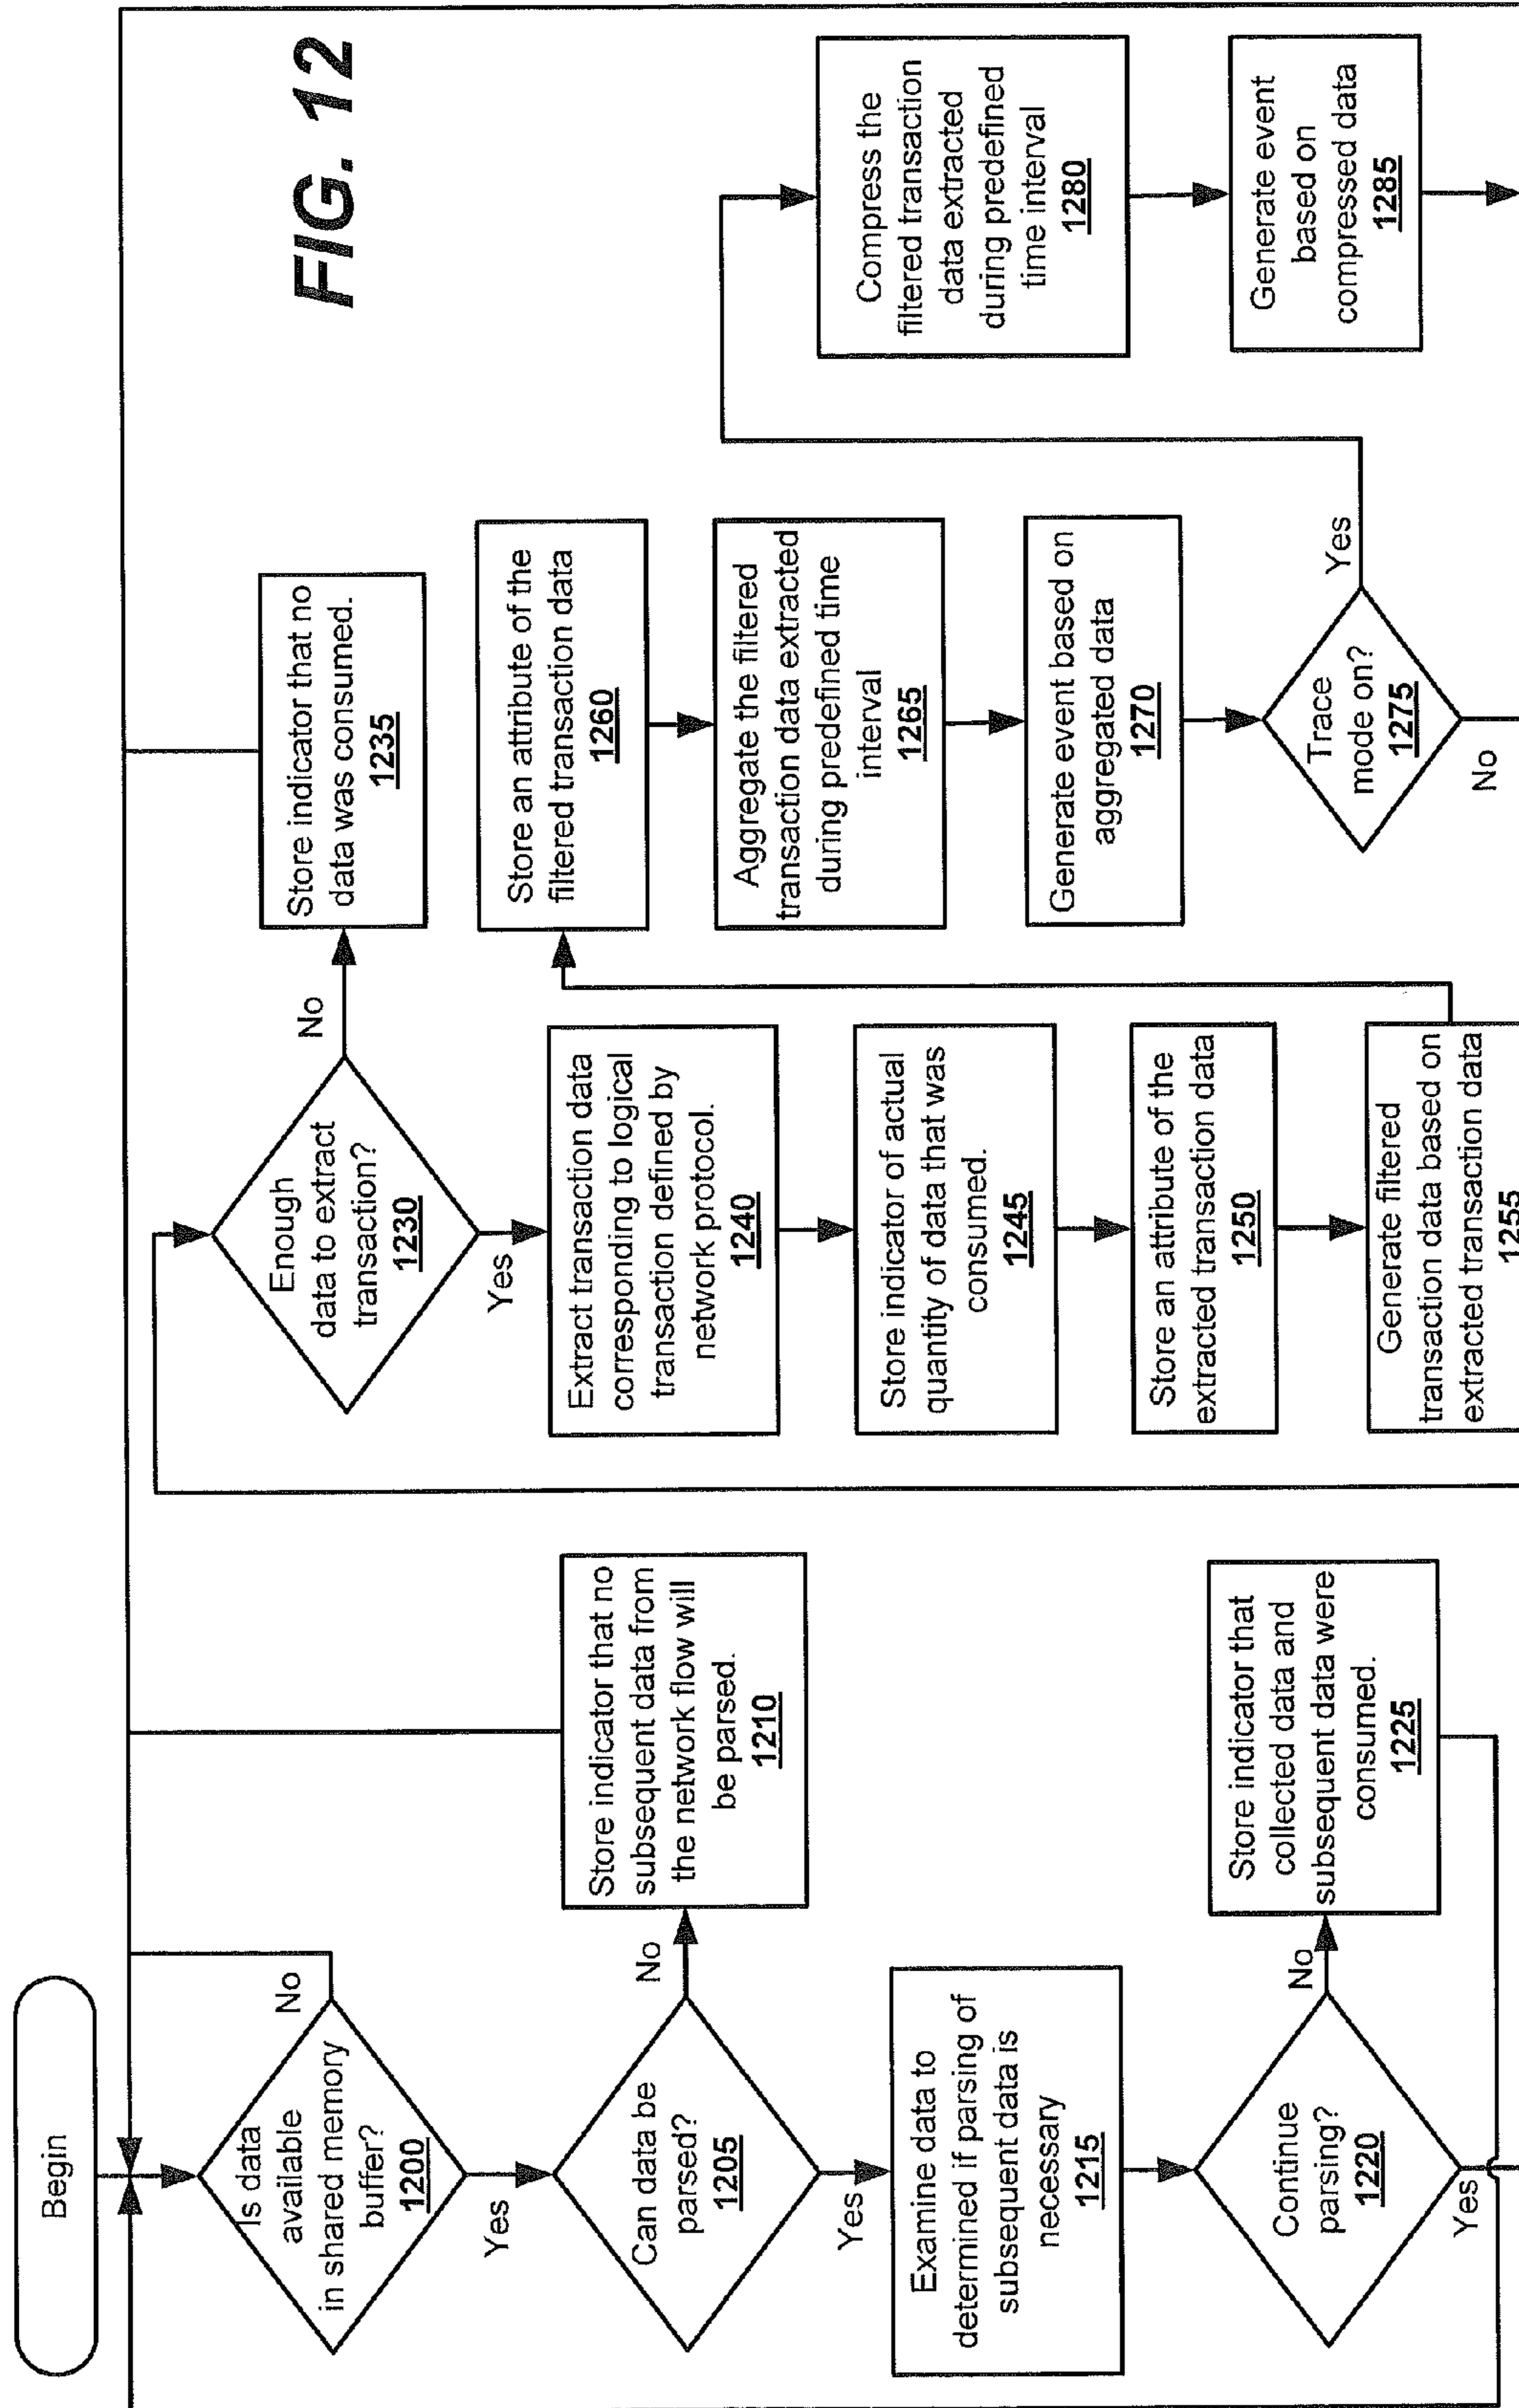 FIG. 12
Begin
Is data
available
in shared memory
buffer?
1200
No
Yes
Can data be
parsed?
1205
No
Yes
Store indicator that no
subsequent data from
the network flow will
be parsed.
1210
Examine data to
determined if parsing of
subsequent data is
necessary
1215
Continue
parsing?
1220
No
Yes
Store indicator that
collected data and
subsequent data were
consumed.
1225
Enough
data to extract
transaction?
1230
No
Yes
Store indicator that no
data was consumed.
1235
Extract transaction data
corresponding to logical
transaction defined by
network protocol.
1240
Store indicator of actual
quantity of data that was
consumed.
1245
Store an attribute of the
extracted transaction data
1250
Generate filtered
transaction data based on
extracted transaction data
1255
Store an attribute of the
filtered transaction data
1260
Aggregate the filtered
transaction data extracted
during predefined time
interval
1265
Generate event based on
aggregated data
1270
Trace
mode on?
1275
Yes
No
Compress the
filtered transaction
data extracted
during predefined
time interval
1280
Generate event
based on
compressed data
1285